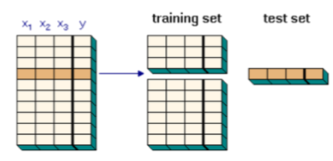 training set test set
x₁ x₂ x₃ y